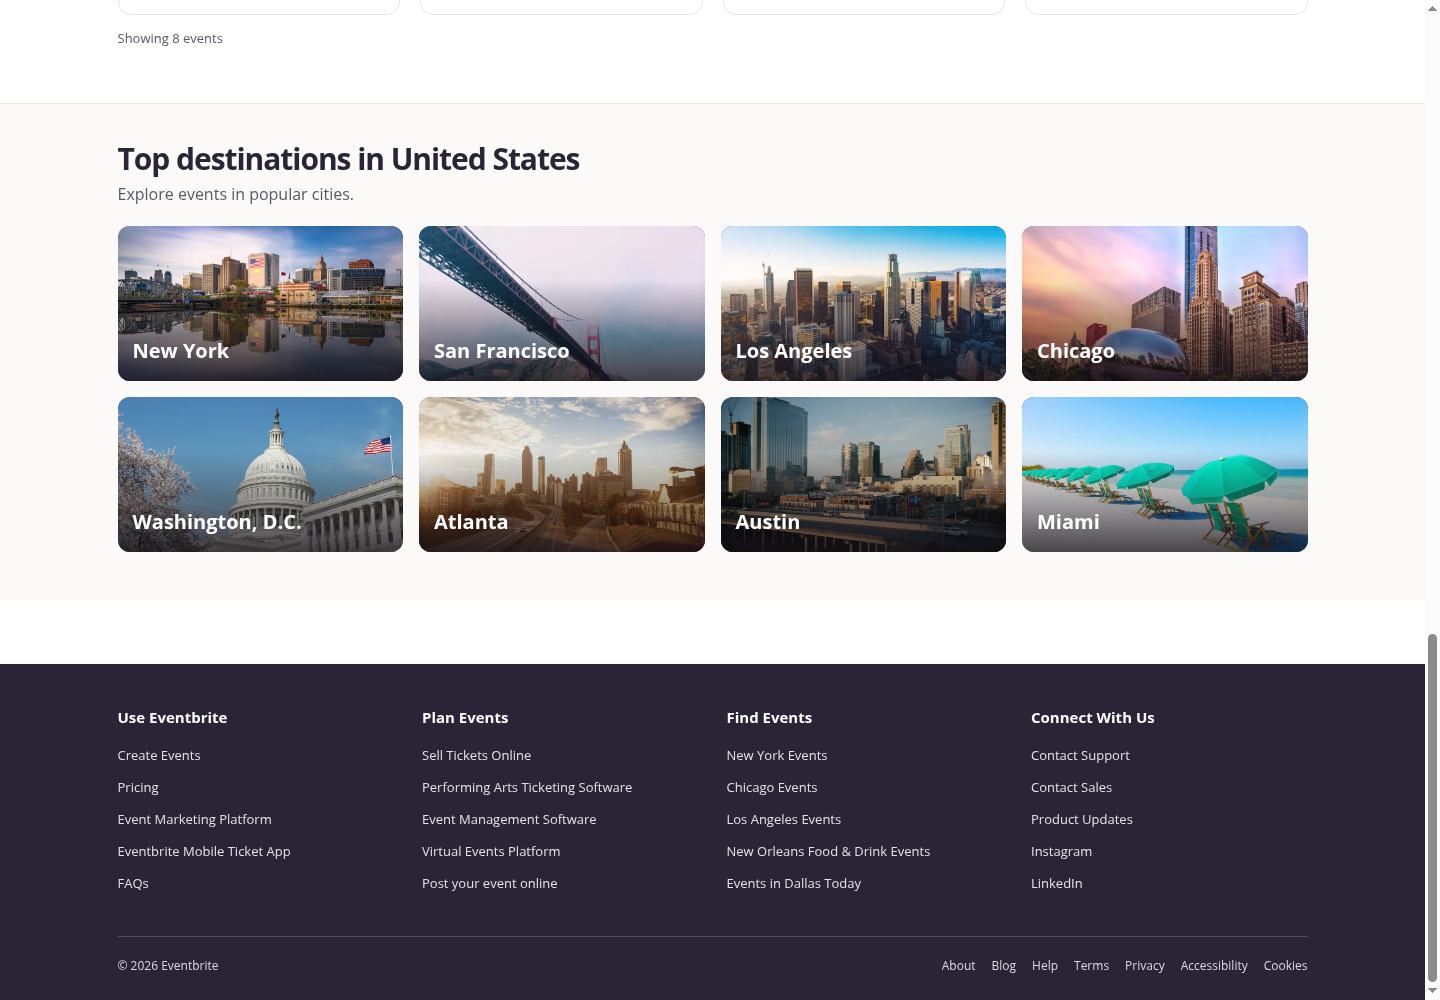 Showing 8 events
Top destinations in United States
Explore events in popular cities.
New York
San Francisco
Los Angeles
Chicago
Washington, D.C.
Atlanta
Austin
Miami
Use Eventbrite
Create Events
Pricing
Event Marketing Platform
Eventbrite Mobile Ticket App
FAQs
Plan Events
Sell Tickets Online
Performing Arts Ticketing Software
Event Management Software
Virtual Events Platform
Post your event online
Find Events
New York Events
Chicago Events
Los Angeles Events
New Orleans Food & Drink Events
Events in Dallas Today
Connect With Us
Contact Support
Contact Sales
Product Updates
Instagram
LinkedIn
© 2026 Eventbrite
About Blog Help Terms Privacy Accessibility Cookies